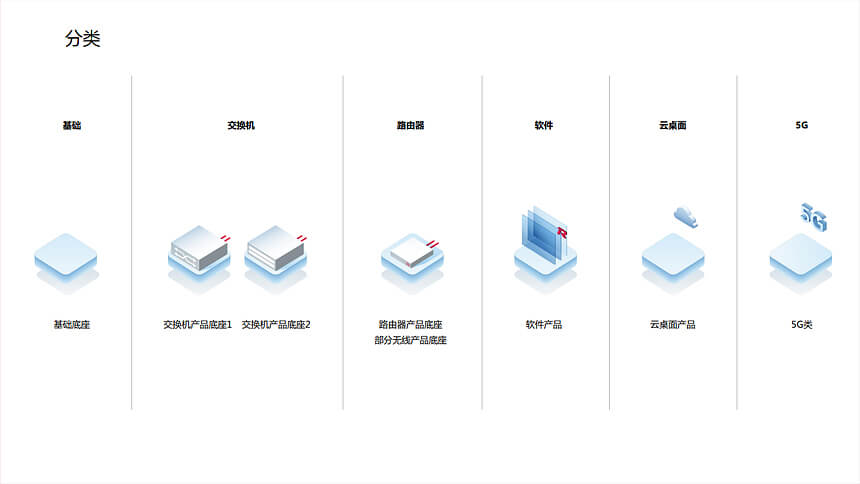 分类
基础
交换机
路由器
软件
云桌面
5G
5G
R
基础底座
交换机产品底座1
交换机产品底座2
路由器产品底座
部分无线产品底座
软件产品
云桌面产品
5G类